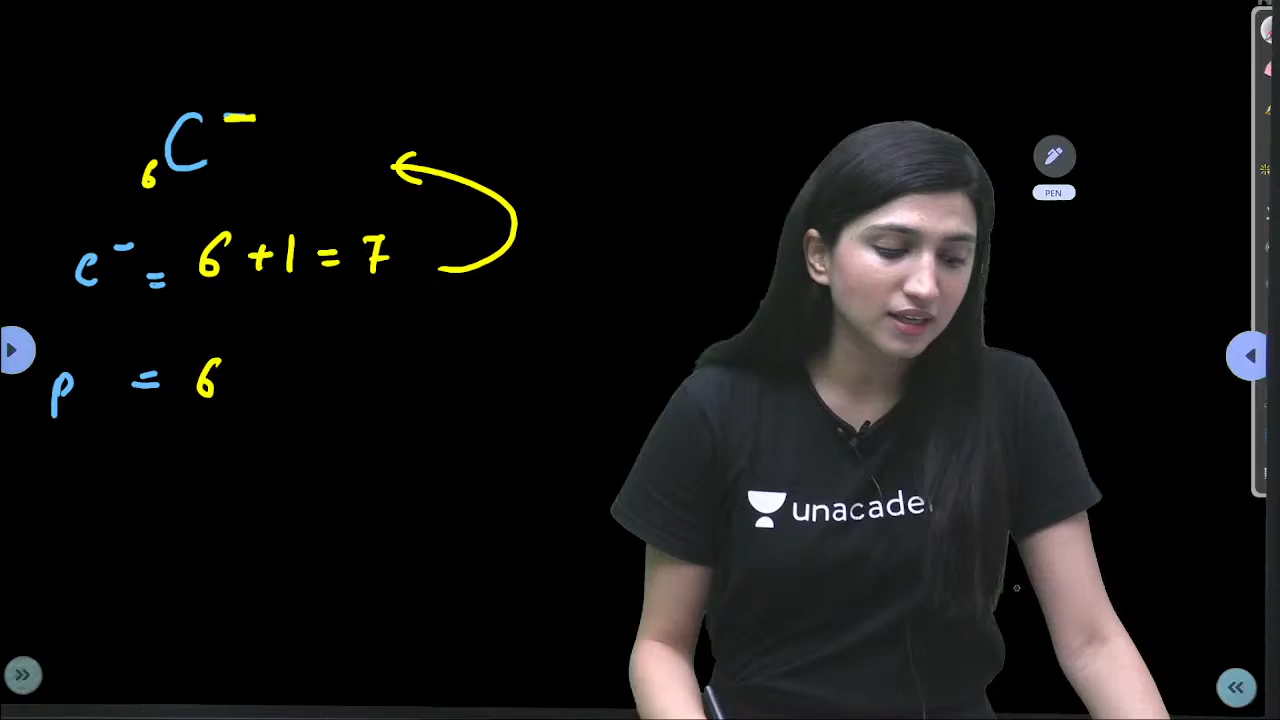 ₆C⁻
e⁻ = 6 + 1 = 7
p = 6
PEN
unacade